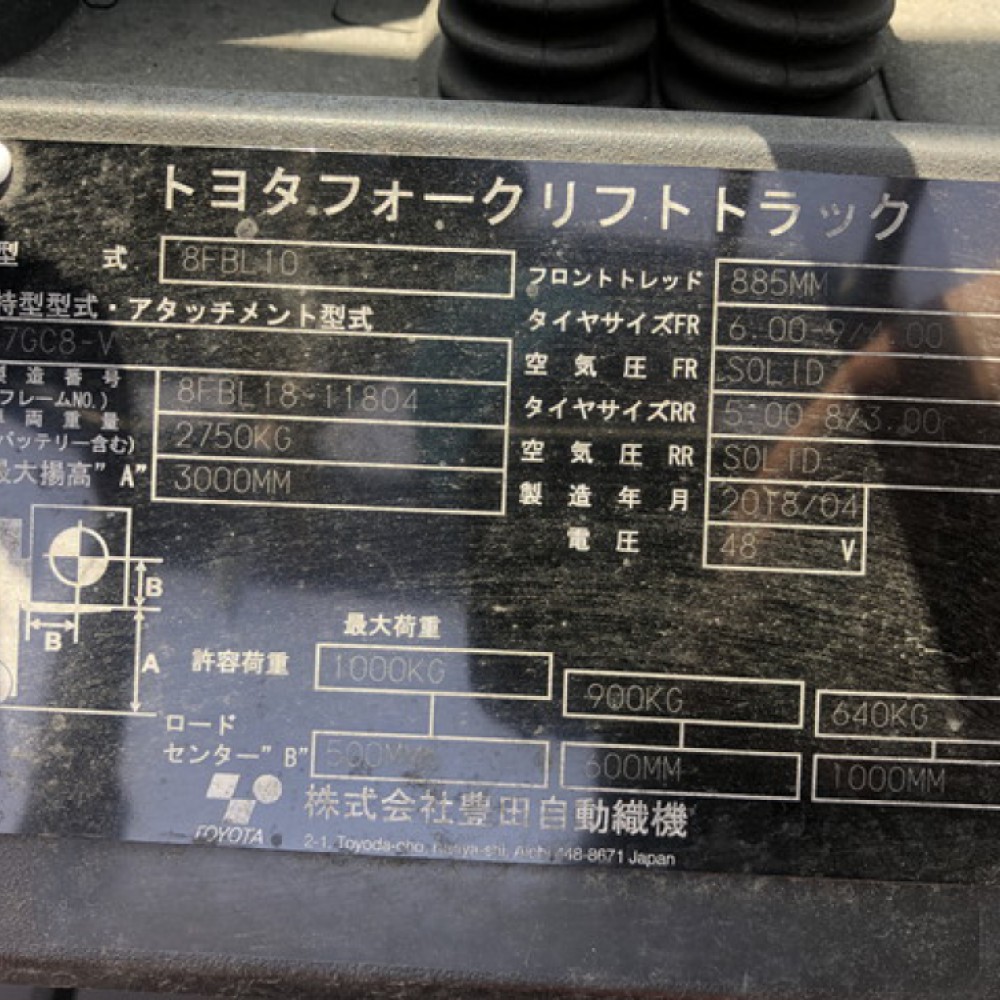 トヨタフォークリフトトラック
型 式 8FBL10
特型型式・アタッチメント型式
7GC8-V
製造番号
(フレームNO.) 8FBL18-11804
車両重量
(バッテリー含む) 2750KG
最大揚高"A" 3000MM
フロントトレッド 885MM
タイヤサイズFR 6.00-9/4.00
空気圧 FR SOLID
タイヤサイズRR 5.00-8/3.00
空気圧 RR SOLID
製造年月 2018/04
電圧 48 V
B
B
A
最大荷重
許容荷重 1000KG 900KG 640KG
ロード
センター"B" 500MM 600MM 1000MM
TOYOTA
株式会社豊田自動織機
2-1, Toyoda-cho, Kariya-shi, Aichi 448-8671 Japan